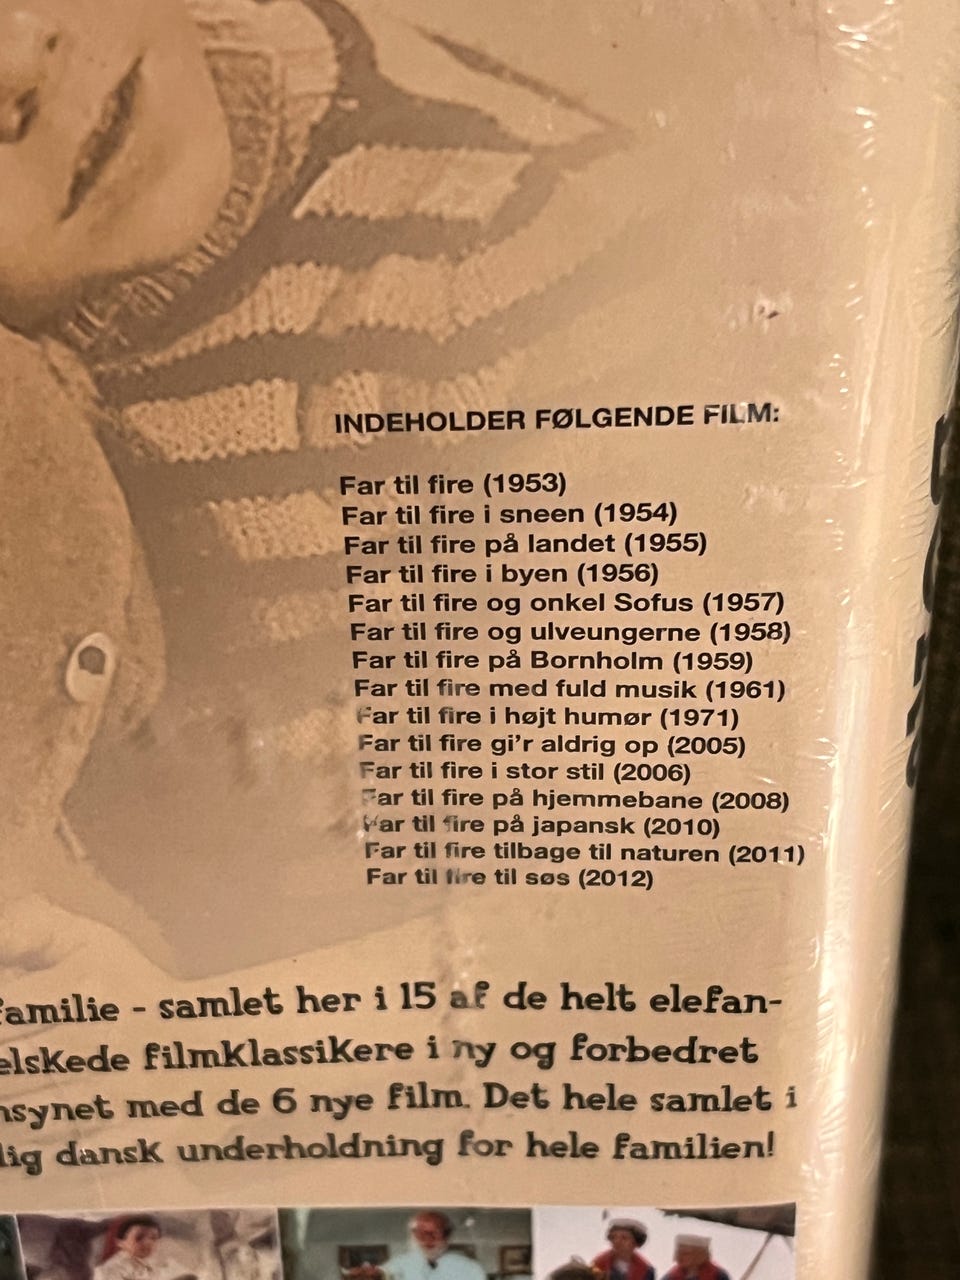 INDEHOLDER FØLGENDE FILM:
Far til fire (1953)
Far til fire i sneen (1954)
Far til fire på landet (1955)
Far til fire i byen (1956)
Far til fire og onkel Sofus (1957)
Far til fire og ulveungerne (1958)
Far til fire på Bornholm (1959)
Far til fire med fuld musik (1961)
Far til fire i højt humør (1971)
Far til fire gi'r aldrig op (2005)
Far til fire i stor stil (2006)
Far til fire på hjemmebane (2008)
Far til fire på japansk (2010)
Far til fire tilbage til naturen (2011)
Far til fire til søs (2012)
familie - samlet her i 15 af de helt elefan-
elskede filmklassikere i ny og forbedret
nsynet med de 6 nye film. Det hele samlet i
lig dansk underholdning for hele familien!